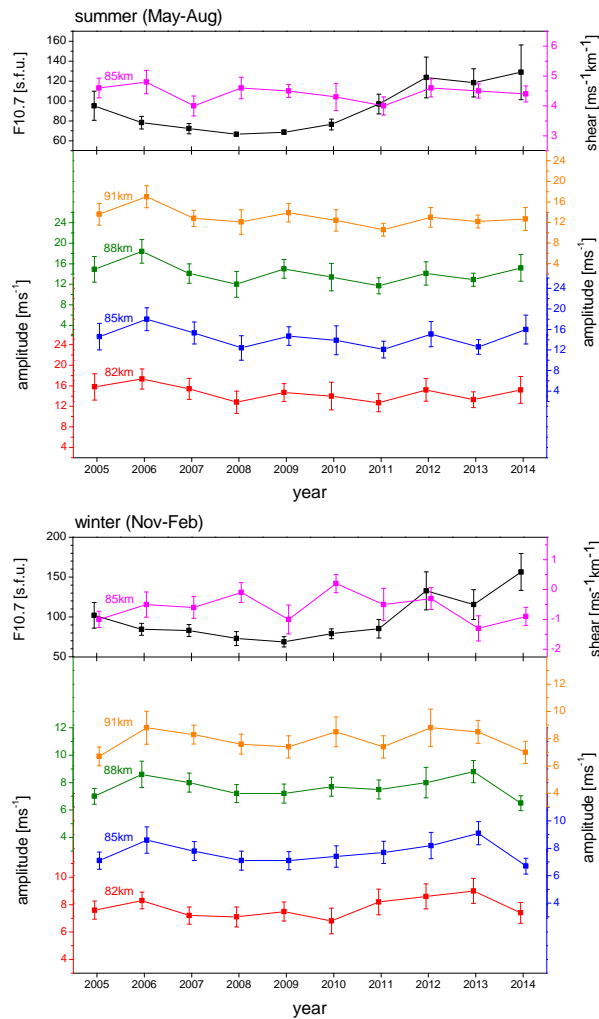 summer (May-Aug)
F10.7 [s.f.u.]
160
140
120
100
80
60
85km
6
5
4
3
shear [ms⁻¹km⁻¹]
amplitude [ms⁻¹]
24
20
16
12
8
4
91km
24
20
16
12
8
4
88km
24
20
16
12
8
4
85km
24
20
16
12
8
4
82km
amplitude [ms⁻¹]
2005 2006 2007 2008 2009 2010 2011 2012 2013 2014
year
winter (Nov-Feb)
F10.7 [s.f.u.]
200
150
100
50
85km
1
0
-1
-2
shear [ms⁻¹km⁻¹]
amplitude [ms⁻¹]
12
10
8
6
4
91km
10
8
6
4
88km
10
8
6
4
85km
10
8
6
4
82km
amplitude [ms⁻¹]
2005 2006 2007 2008 2009 2010 2011 2012 2013 2014
year